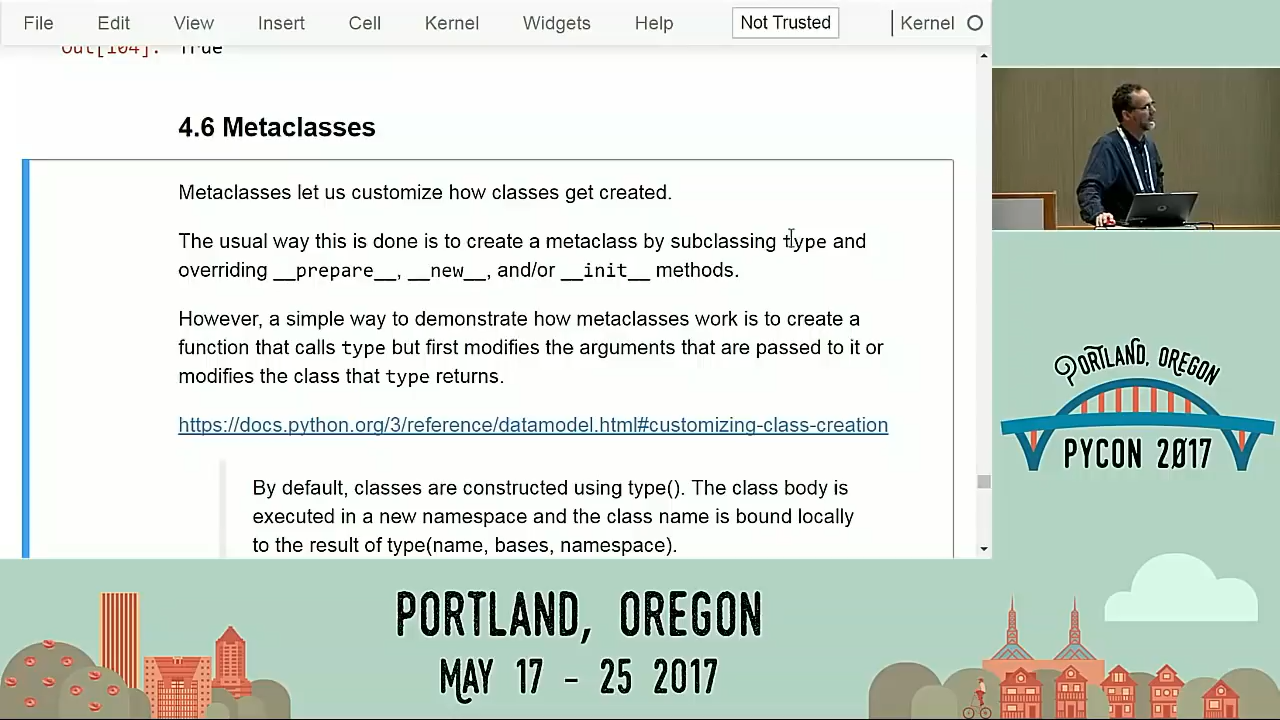 File Edit View Insert Cell Kernel Widgets Help Not Trusted Kernel
Out[104]: True
4.6 Metaclasses
Metaclasses let us customize how classes get created.
The usual way this is done is to create a metaclass by subclassing type and
overriding __prepare__, __new__, and/or __init__ methods.
However, a simple way to demonstrate how metaclasses work is to create a
function that calls type but first modifies the arguments that are passed to it or
modifies the class that type returns.
https://docs.python.org/3/reference/datamodel.html#customizing-class-creation
By default, classes are constructed using type(). The class body is
executed in a new namespace and the class name is bound locally
to the result of type(name, bases, namespace).
PORTLAND, OREGON
PYCON 2017
PORTLAND, OREGON
MAY 17 - 25 2017